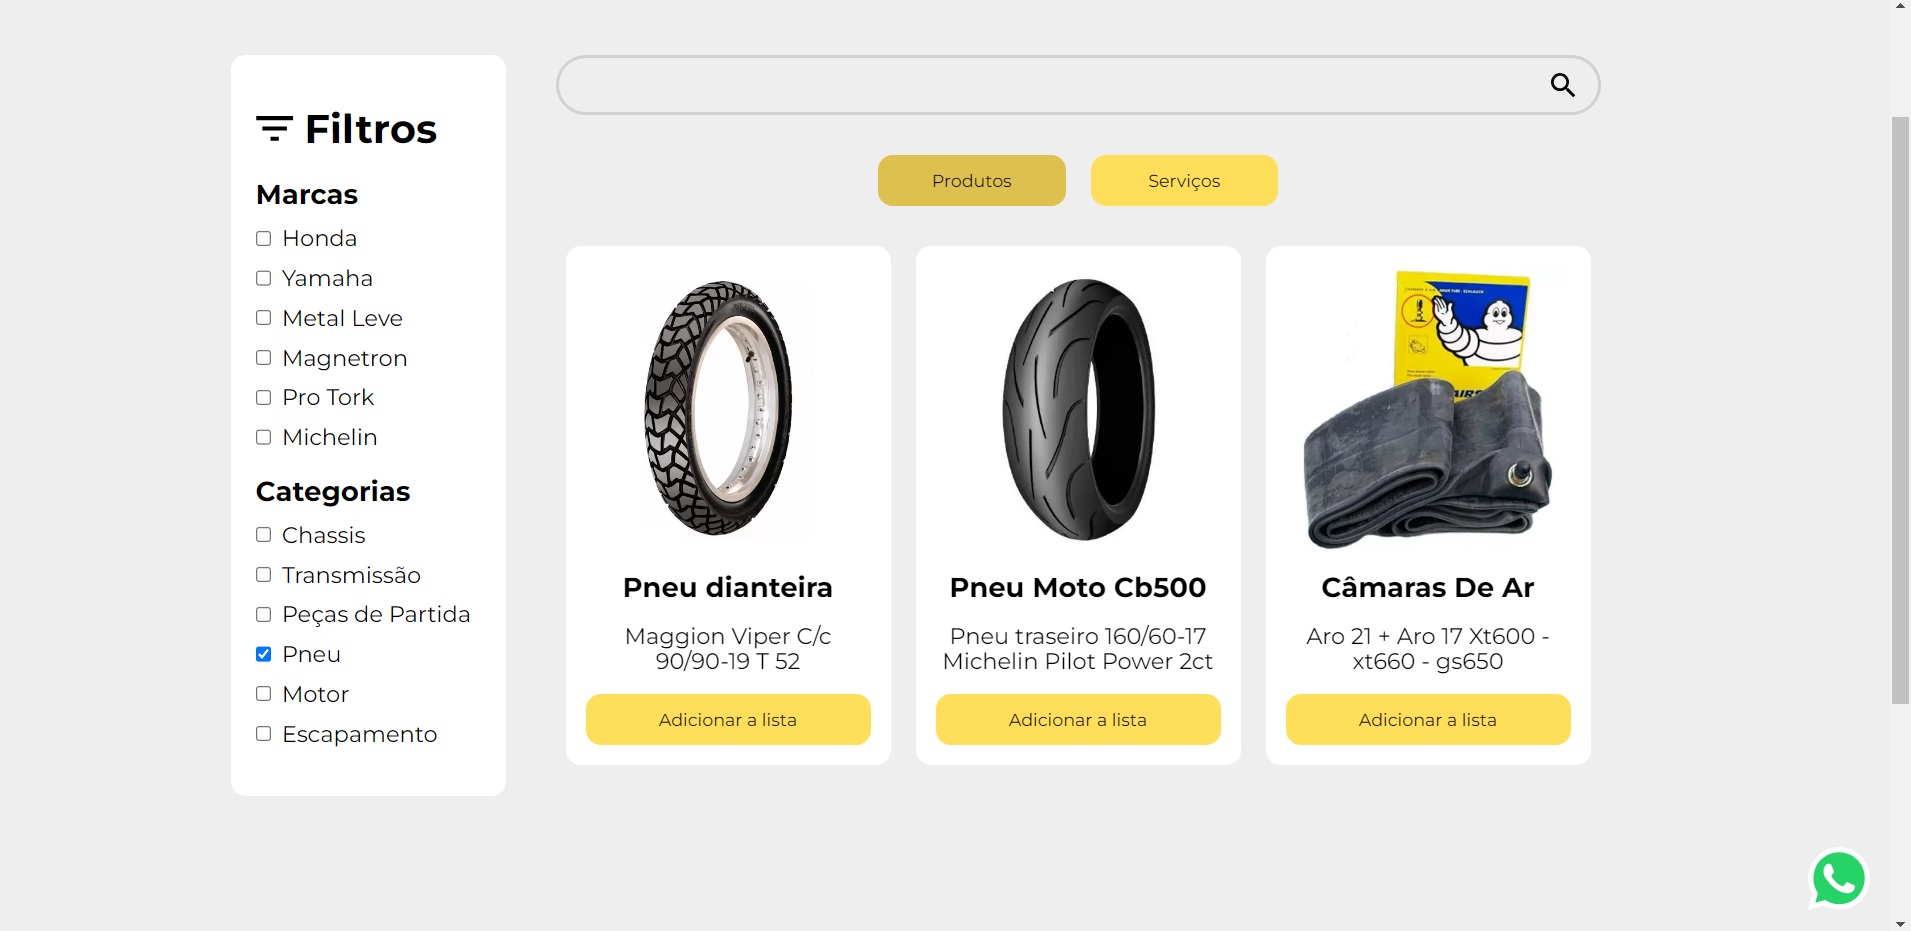 Filtros
Marcas
Honda
Yamaha
Metal Leve
Magnetron
Pro Tork
Michelin
Categorias
Chassis
Transmissão
Peças de Partida
Pneu
Motor
Escapamento
Produtos
Serviços
Pneu dianteira
Maggion Viper C/c
90/90-19 T 52
Adicionar a lista
Pneu Moto Cb500
Pneu traseiro 160/60-17
Michelin Pilot Power 2ct
Adicionar a lista
Câmaras De Ar
Aro 21 + Aro 17 Xt600 -
xt660 - gs650
Adicionar a lista